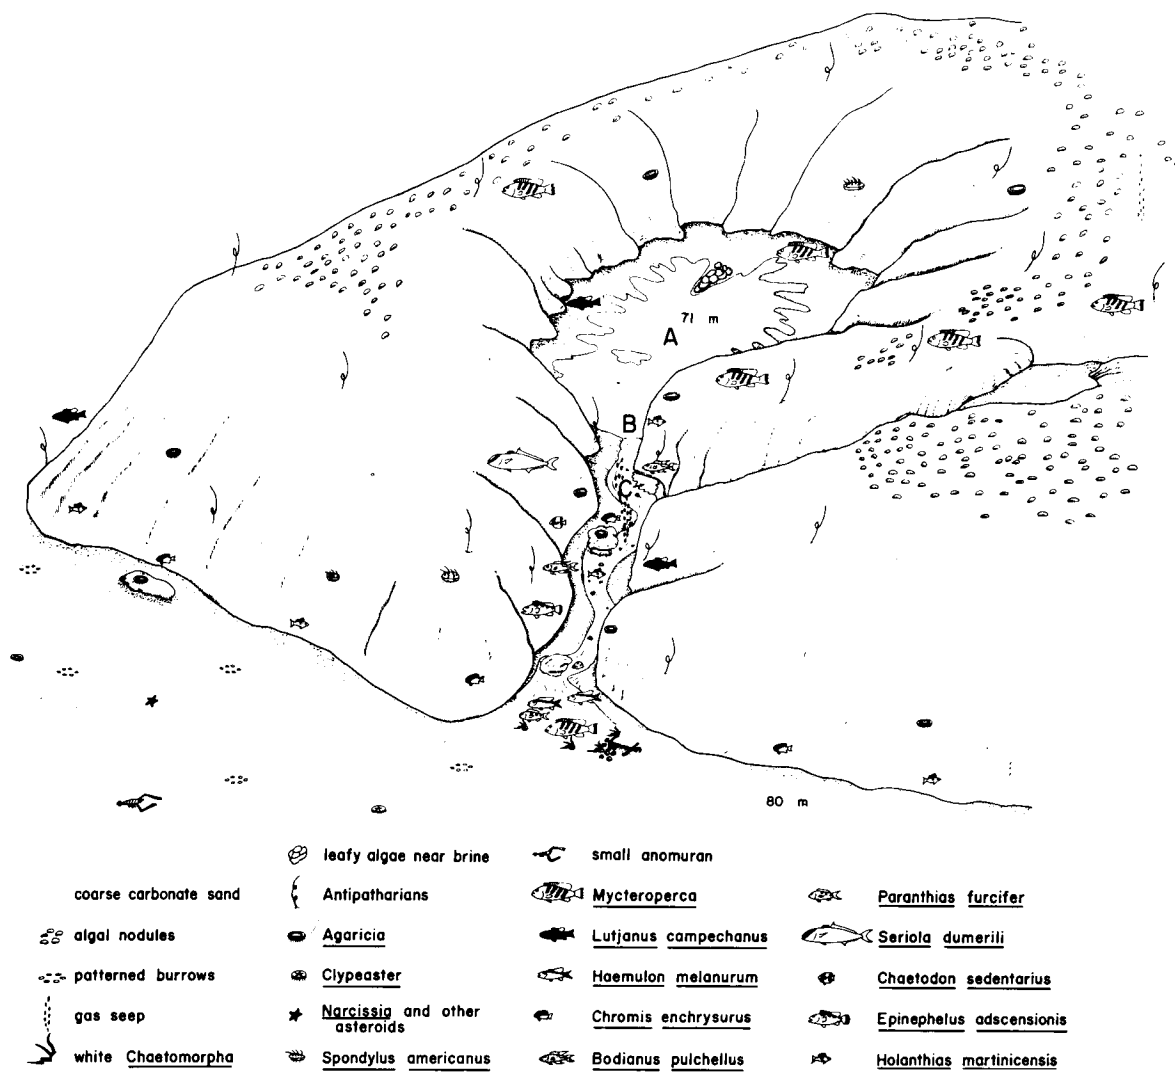 71 m
A
B
C
80 m
leafy algae near brine
small anomuran
coarse carbonate sand
Antipatharians
Mycteroperca
Paranthias furcifer
algal nodules
Agaricia
Lutjanus campechanus
Seriola dumerili
patterned burrows
Clypeaster
Haemulon melanurum
Chaetodon sedentarius
gas seep
Narcissia and other
asteroids
Chromis enchrysurus
Epinephelus adscensionis
white Chaetomorpha
Spondylus americanus
Bodianus pulchellus
Holanthias martinicensis